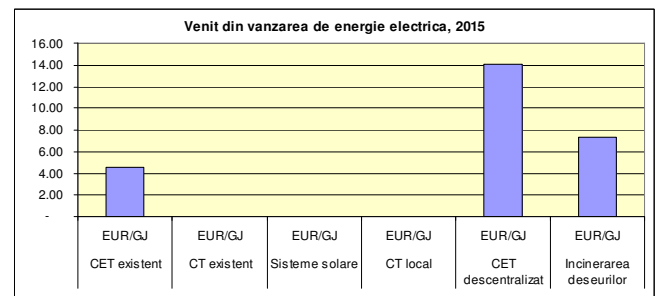 Venit din vanzarea de energie electrica, 2015
16.00
14.00
12.00
10.00
8.00
6.00
4.00
2.00
-
EUR/GJ EUR/GJ EUR/GJ EUR/GJ EUR/GJ EUR/GJ
CET existent CT existent Sisteme solare CT local CET Incinerarea
descentralizat deseurilor